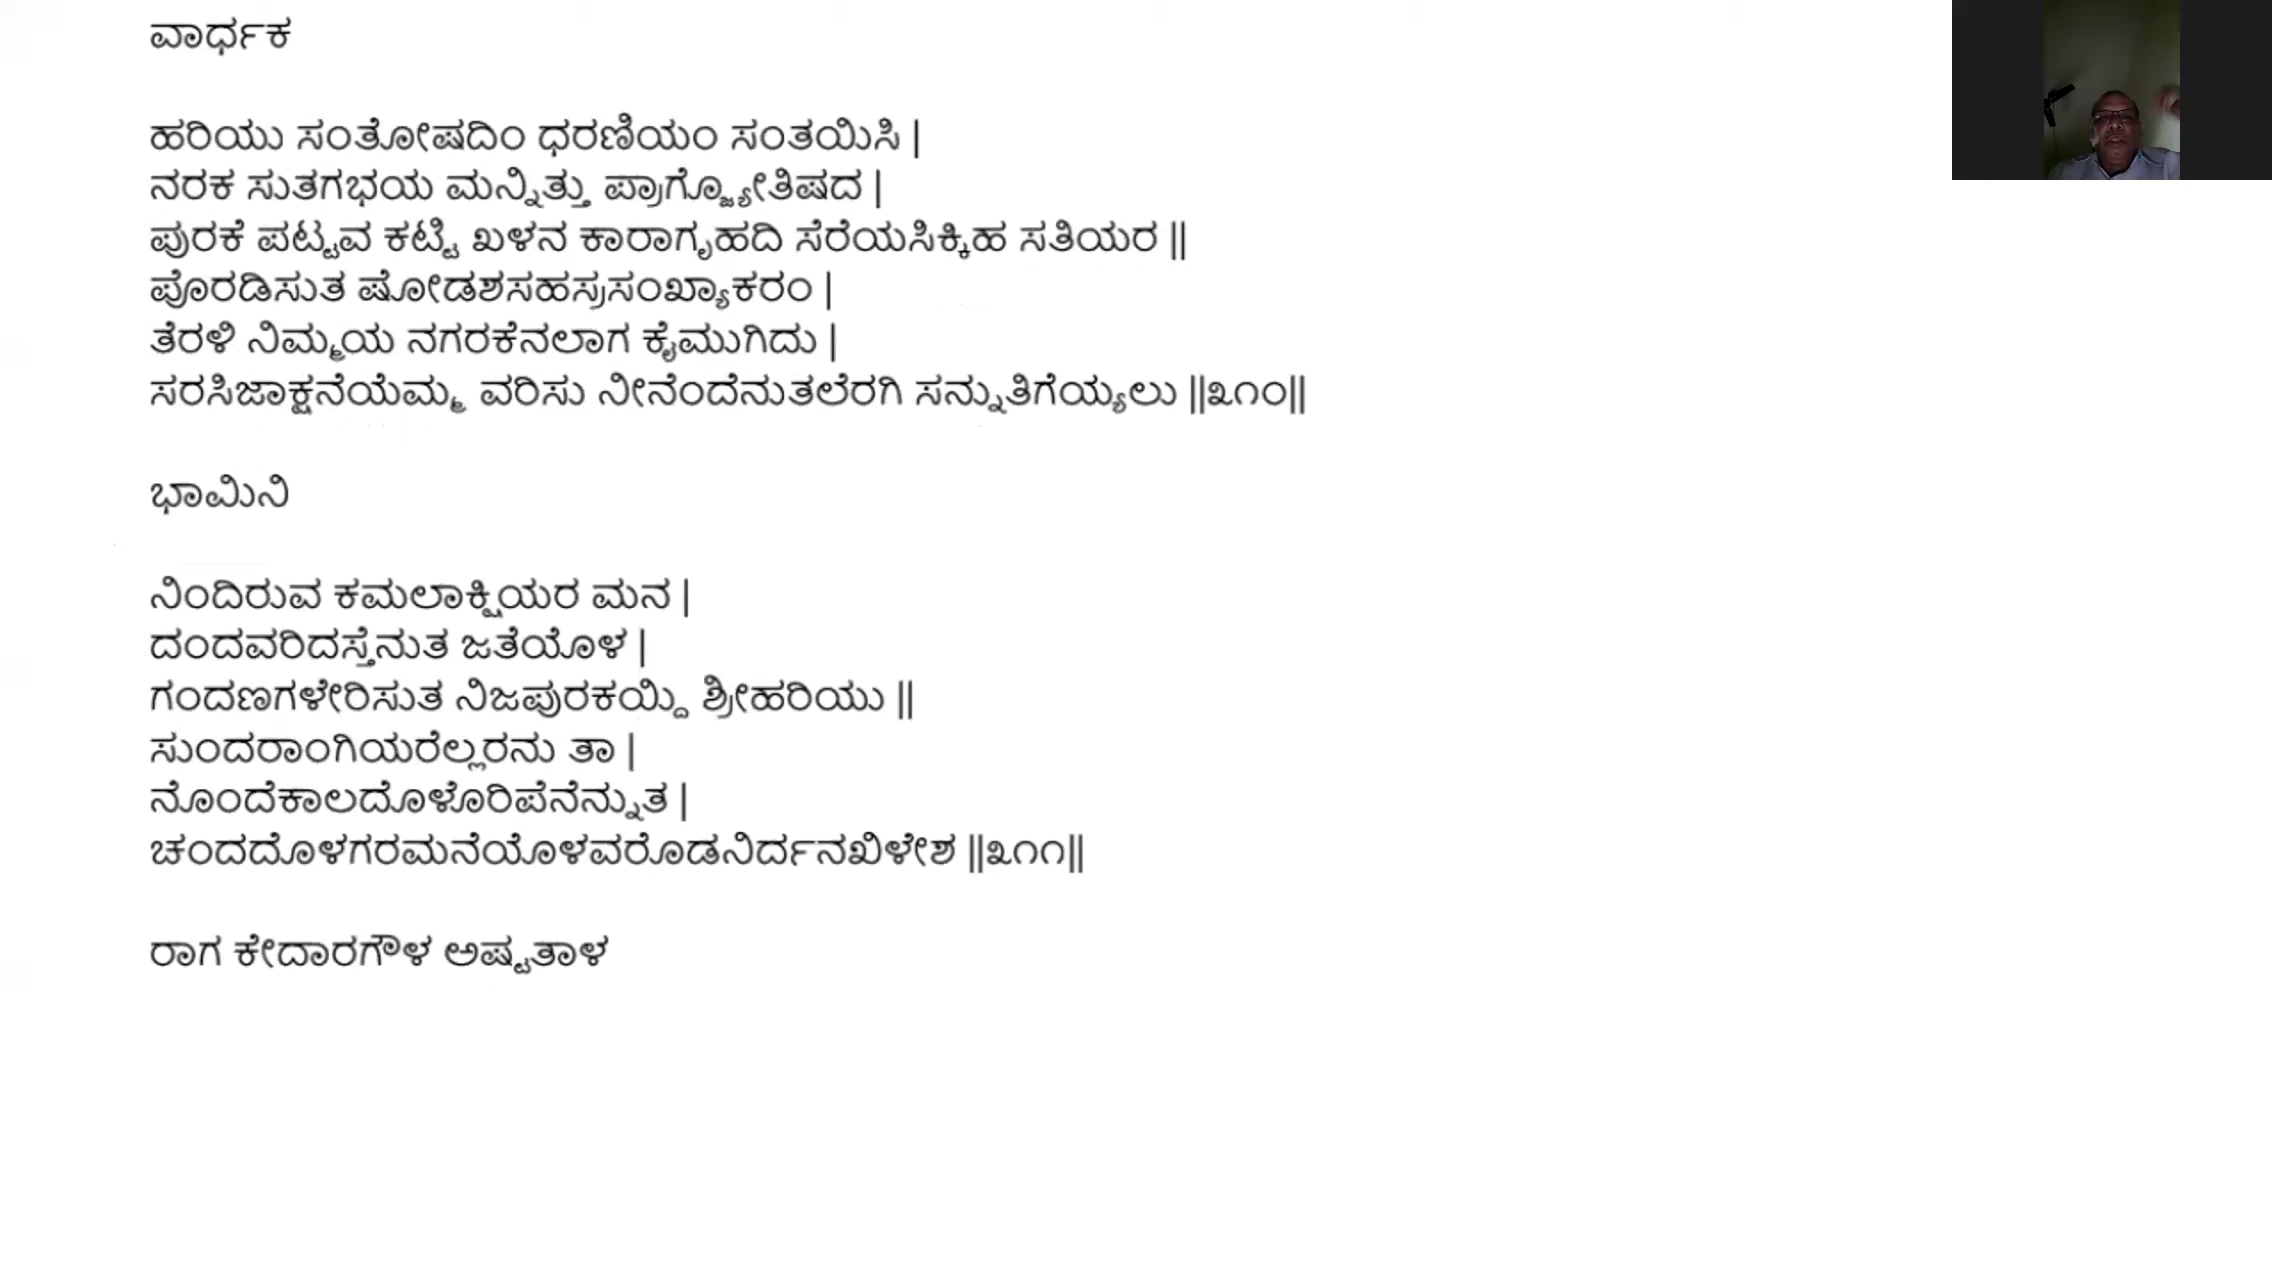 ವಾರ್ಧಕ
ಹರಿಯು ಸಂತೋಷದಿಂ ಧರಣಿಯಂ ಸಂತಯಿಸಿ |
ನರಕ ಸುತಗಭಯ ಮನ್ನಿತ್ತು ಪ್ರಾಗ್ಜ್ಯೋತಿಷದ |
ಪುರಕೆ ಪಟ್ಟವ ಕಟ್ಟಿ ಖಳನ ಕಾರಾಗೃಹದಿ ಸೆರೆಯಸಿಕ್ಕಿಹ ಸತಿಯರ ||
ಪೊರಡಿಸುತ ಷೋಡಶಸಹಸ್ರಸಂಖ್ಯಾಕರಂ |
ತೆರಳಿ ನಿಮ್ಮಯ ನಗರಕೆನಲಾಗ ಕೈಮುಗಿದು |
ಸರಸಿಜಾಕ್ಷನೆಯೆಮ್ಮ ವರಿಸು ನೀನೆಂದೆನುತಲೆರಗಿ ಸನ್ನುತಿಗೆಯ್ಯಲು ||೩೧೦||
ಭಾಮಿನಿ
ನಿಂದಿರುವ ಕಮಲಾಕ್ಷಿಯರ ಮನ |
ದಂದವರಿದಸ್ತೆನುತ ಜತೆಯೊಳ |
ಗಂದಣಗಳೇರಿಸುತ ನಿಜಪುರಕಯ್ದಿ ಶ್ರೀಹರಿಯು ||
ಸುಂದರಾಂಗಿಯರೆಲ್ಲರನು ತಾ |
ನೊಂದೆಕಾಲದೊಳೊರಿಪೆನೆನ್ನುತ |
ಚಂದದೊಳಗರಮನೆಯೊಳವರೊಡನಿರ್ದನಖಿಳೇಶ ||೩೧೧||
ರಾಗ ಕೇದಾರಗೌಳ ಅಷ್ಟತಾಳ